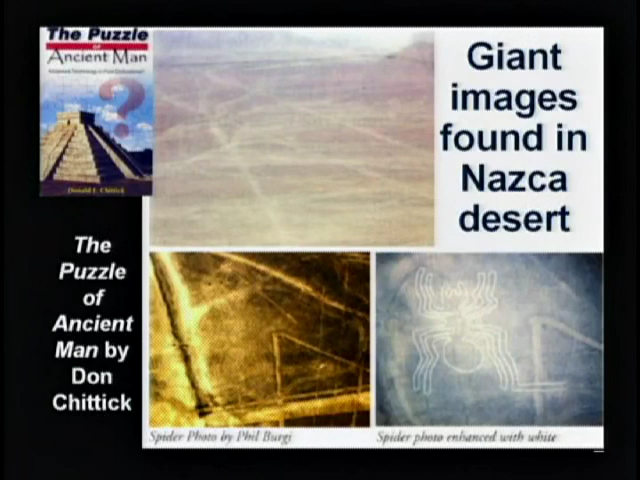 The Puzzle
OF
Ancient Man
Donald E. Chittick
Giant
images
found in
Nazca
desert
The
Puzzle
of
Ancient
Man by
Don
Chittick
Spider Photo by Phil Burgi
Spider photo enhanced with white